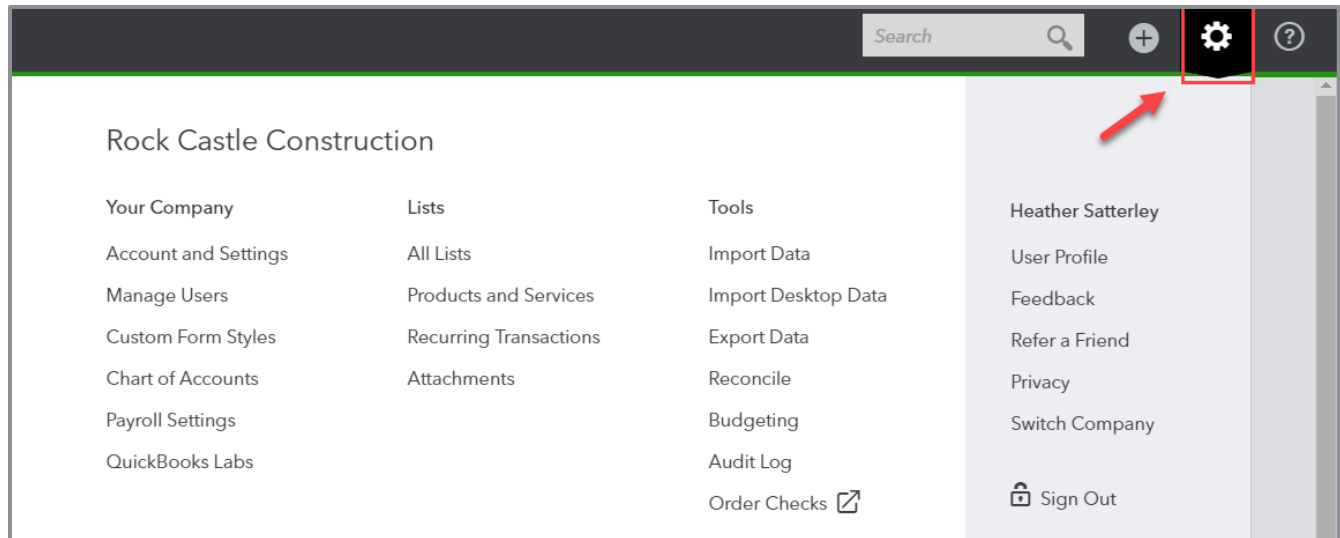 Search
?
Rock Castle Construction
Your Company
Account and Settings
Manage Users
Custom Form Styles
Chart of Accounts
Payroll Settings
QuickBooks Labs
Lists
All Lists
Products and Services
Recurring Transactions
Attachments
Tools
Import Data
Import Desktop Data
Export Data
Reconcile
Budgeting
Audit Log
Order Checks
Heather Satterley
User Profile
Feedback
Refer a Friend
Privacy
Switch Company
Sign Out